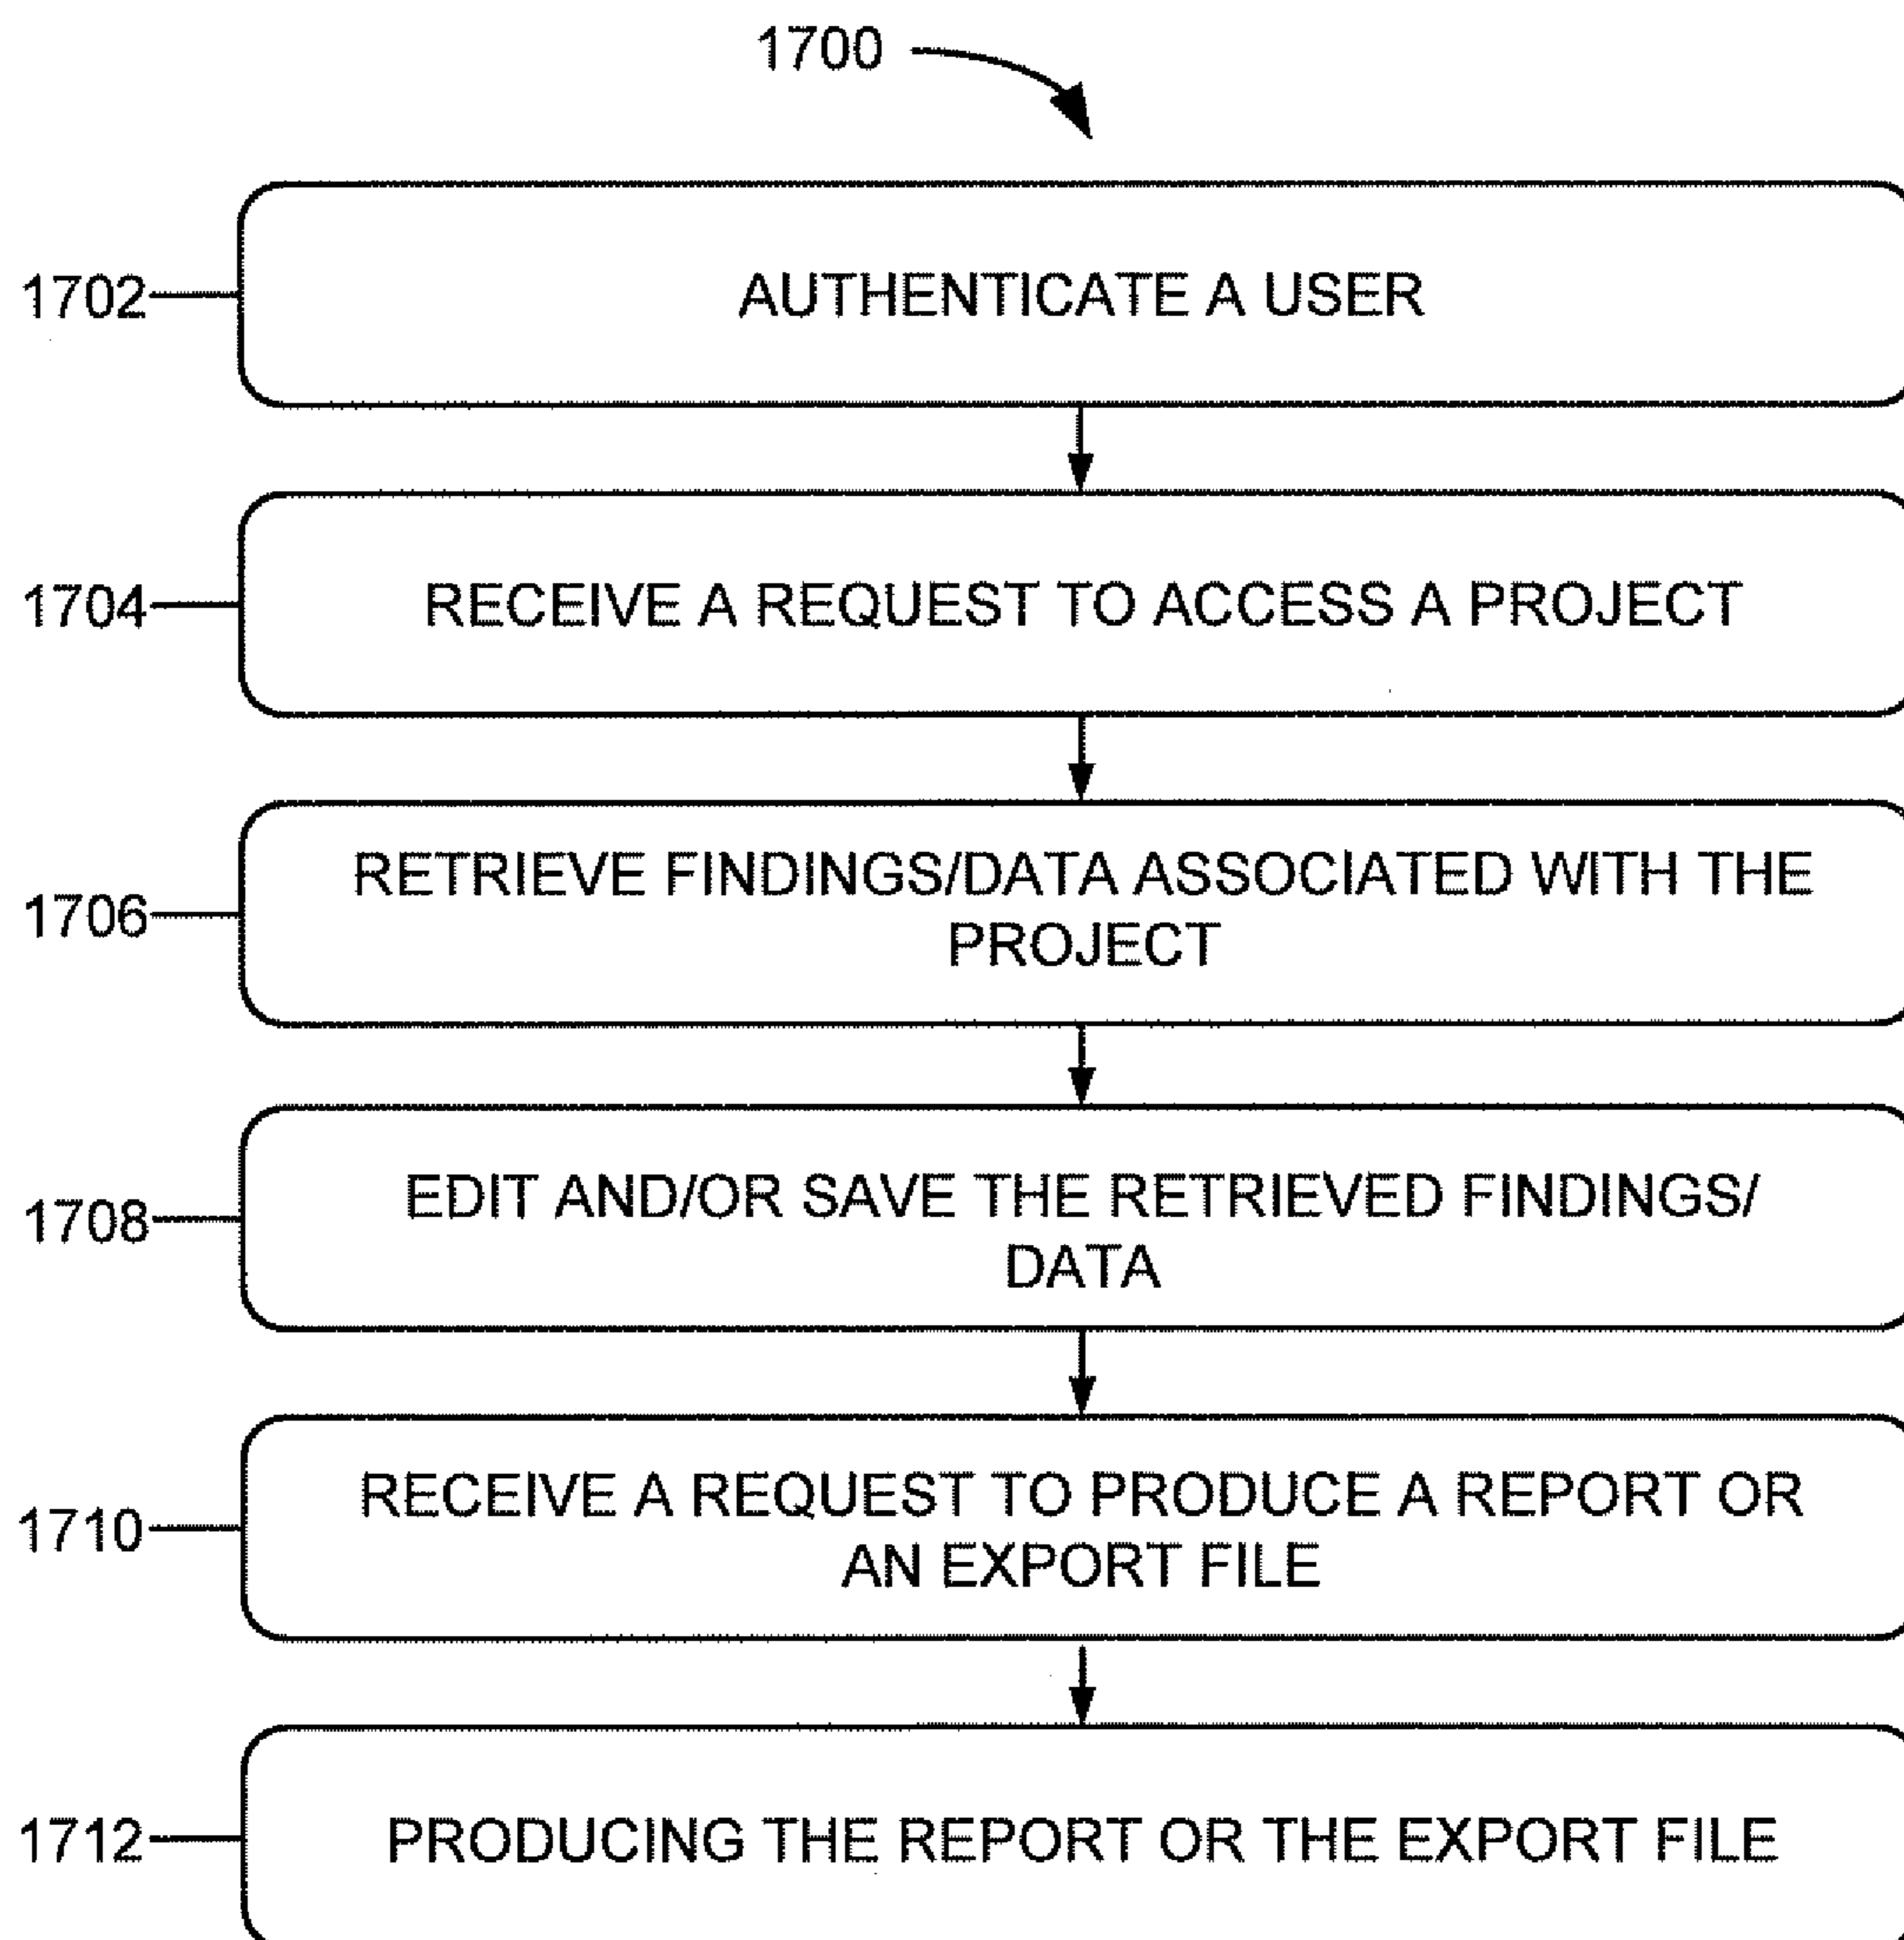 1700
1702
AUTHENTICATE A USER
1704
RECEIVE A REQUEST TO ACCESS A PROJECT
RETRIEVE FINDINGS/DATA ASSOCIATED WITH THE
1706
PROJECT
EDIT AND/OR SAVE THE RETRIEVED FINDINGS/
1708
DATA
RECEIVE A REQUEST TO PRODUCE A REPORT OR
1710
AN EXPORT FILE
1712
PRODUCING THE REPORT OR THE EXPORT FILE